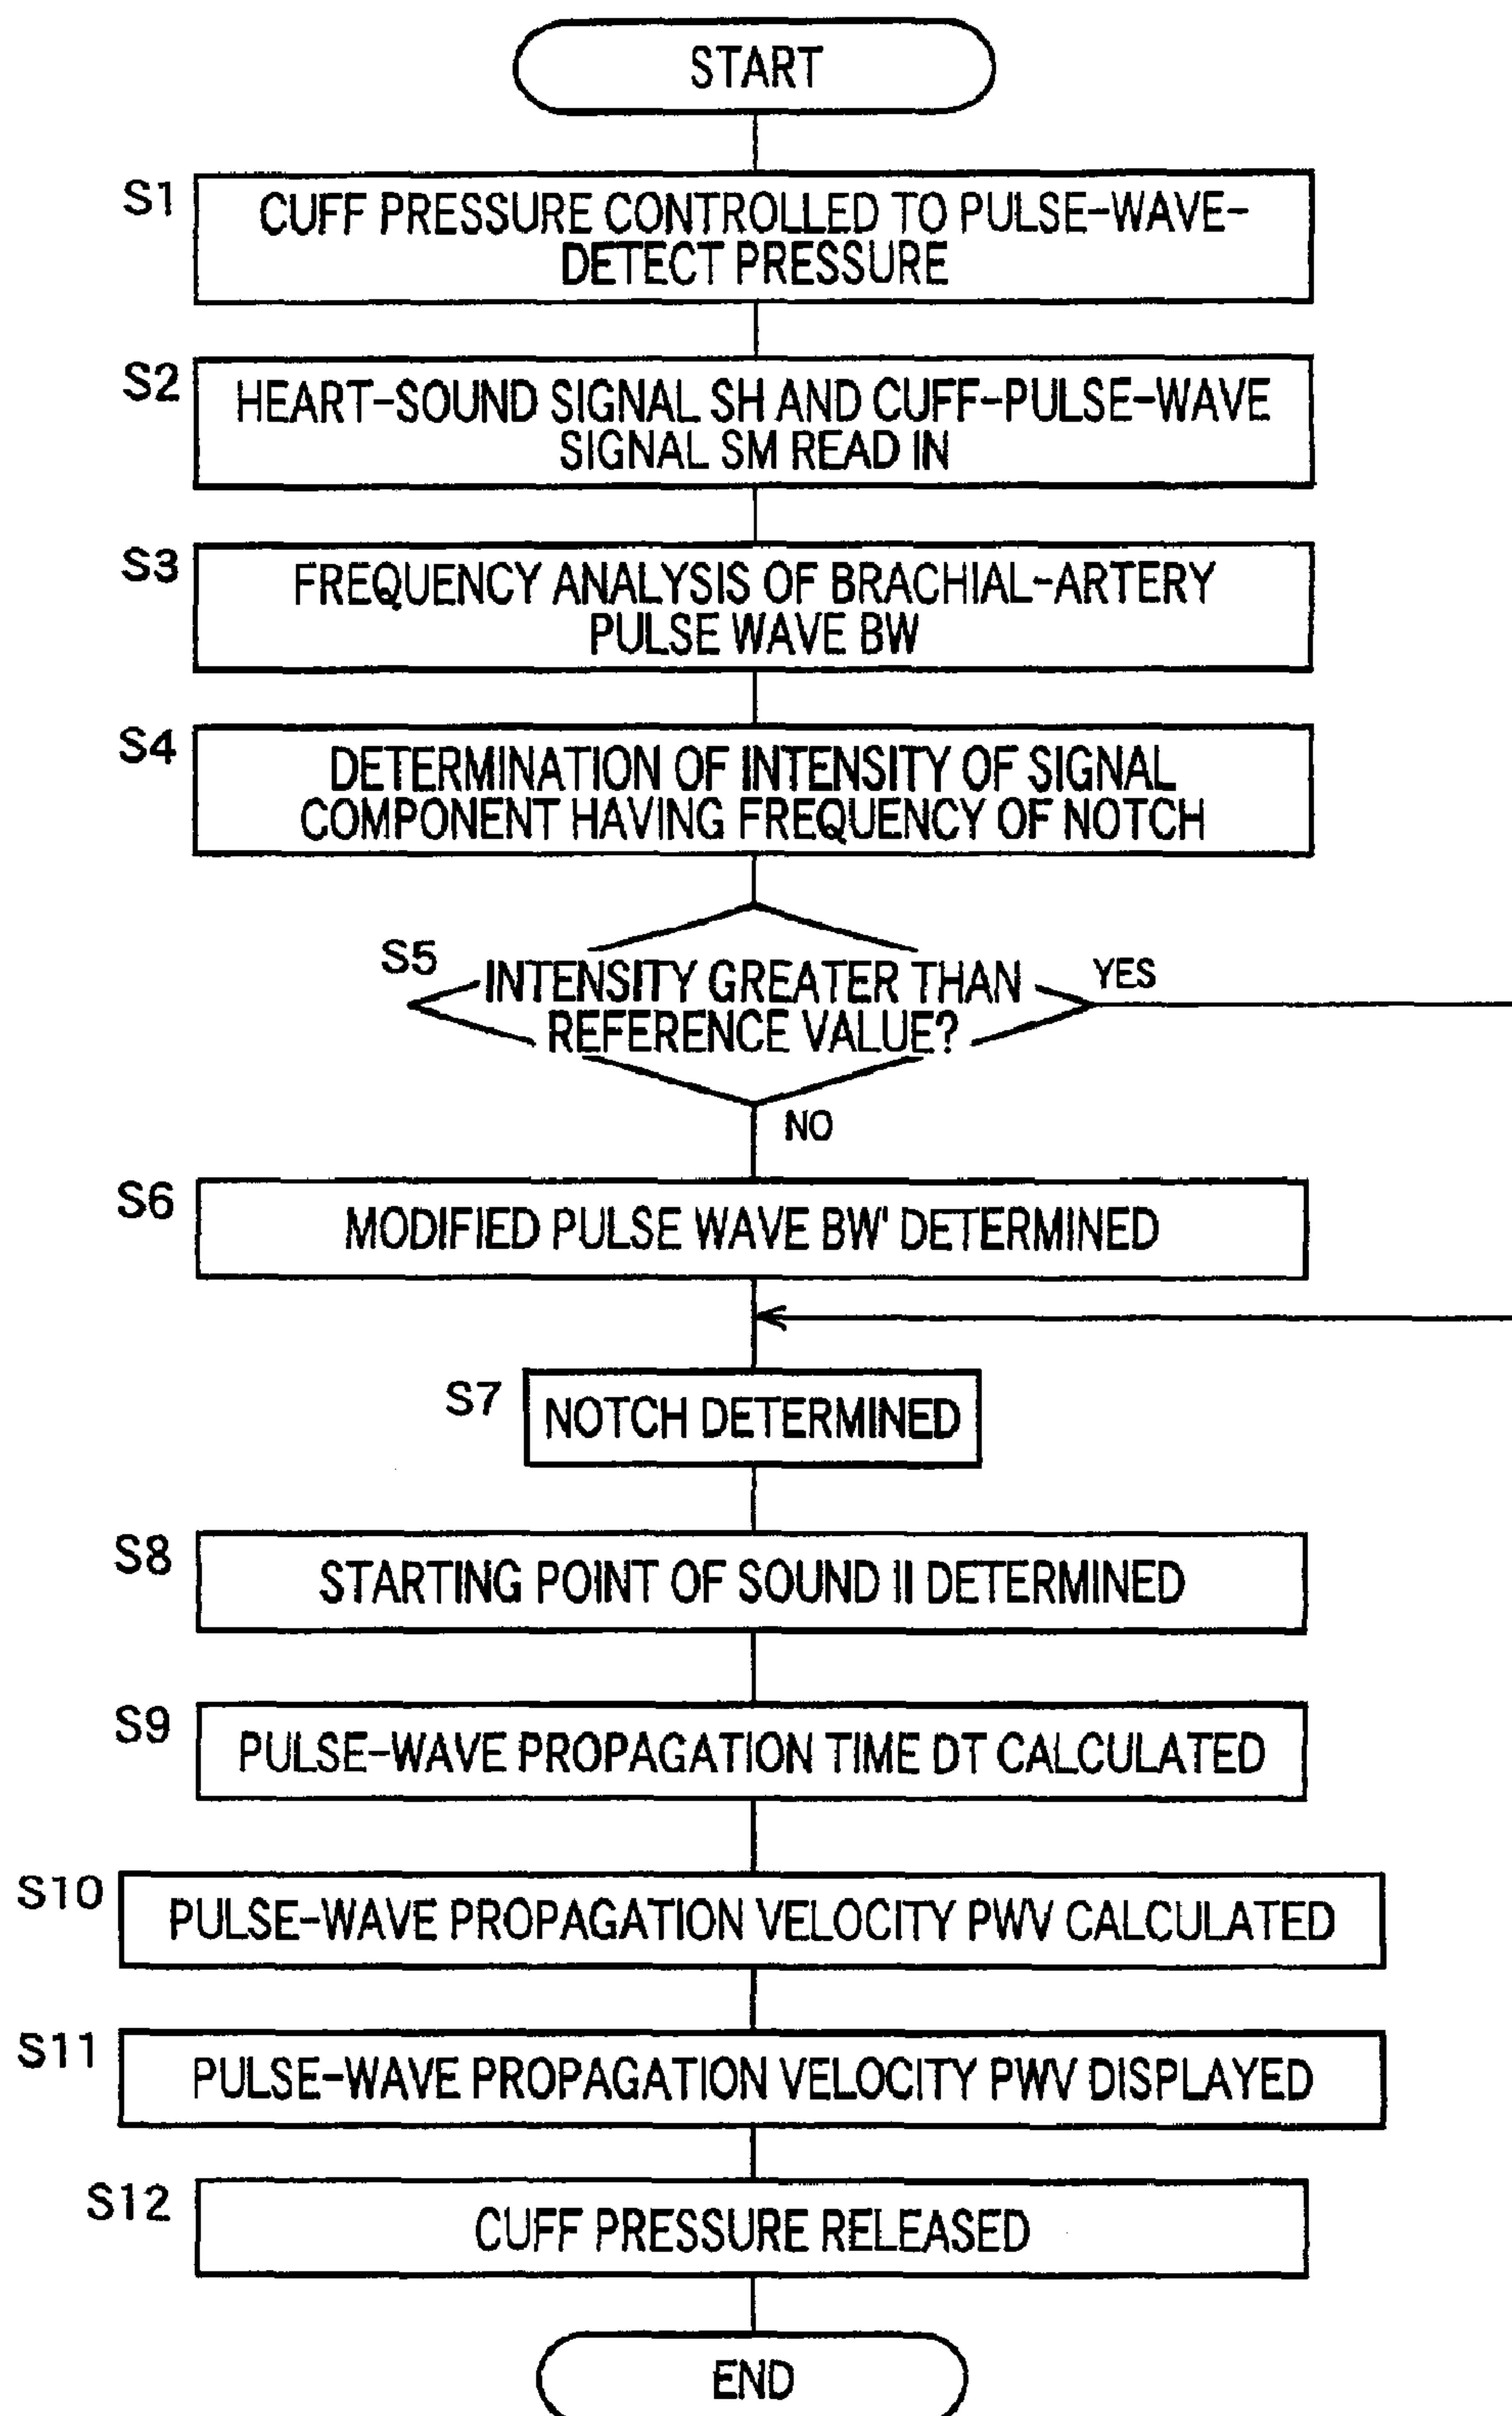 START
S1
CUFF PRESSURE CONTROLLED TO PULSE-WAVE-
DETECT PRESSURE
S2
HEART-SOUND SIGNAL SH AND CUFF-PULSE-WAVE
SIGNAL SM READ IN
S3
FREQUENCY ANALYSIS OF BRACHIAL-ARTERY
PULSE WAVE BW
S4
DETERMINATION OF INTENSITY OF SIGNAL
COMPONENT HAVING FREQUENCY OF NOTCH
S5
INTENSITY GREATER THAN
REFERENCE VALUE?
YES
NO
S6
MODIFIED PULSE WAVE BW' DETERMINED
S7
NOTCH DETERMINED
S8
STARTING POINT OF SOUND II DETERMINED
S9
PULSE-WAVE PROPAGATION TIME DT CALCULATED
S10
PULSE-WAVE PROPAGATION VELOCITY PWV CALCULATED
S11
PULSE-WAVE PROPAGATION VELOCITY PWV DISPLAYED
S12
CUFF PRESSURE RELEASED
END